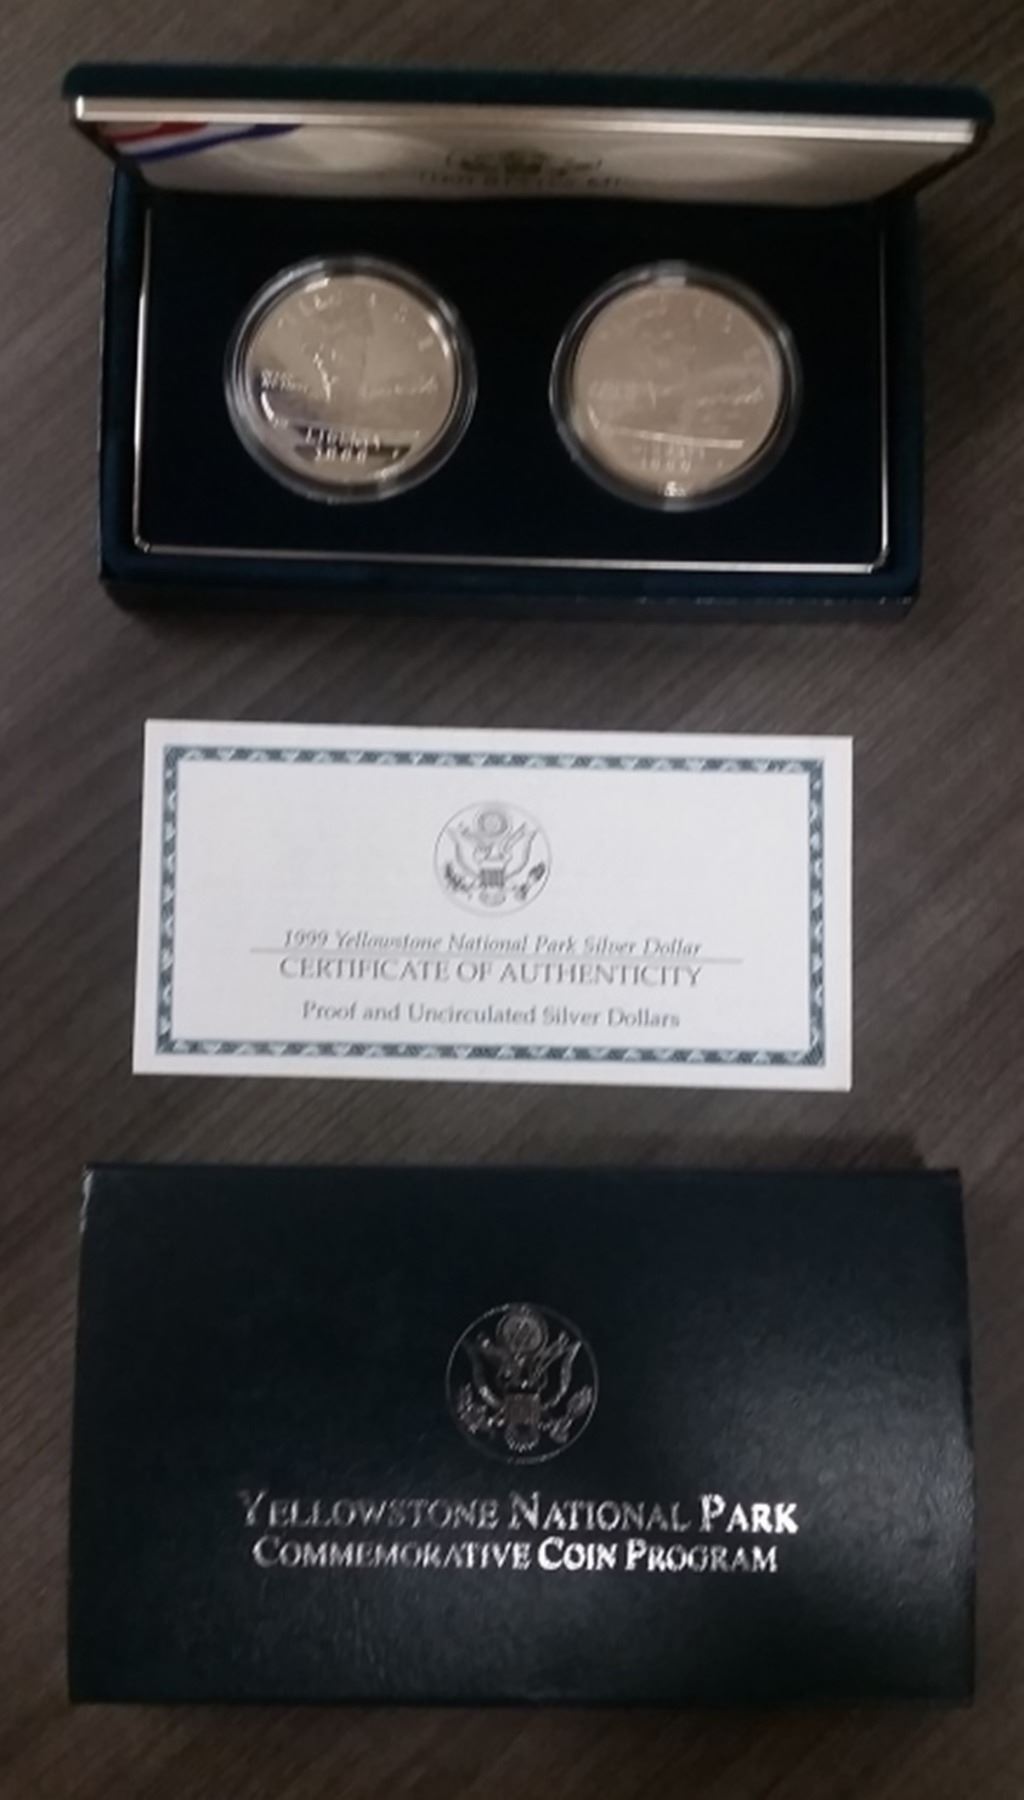 LIBERTY
1999 Yellowstone National Park Silver Dollar
CERTIFICATE OF AUTHENTICITY
Proof and Uncirculated Silver Dollars
YELLOWSTONE NATIONAL PARK
COMMEMORATIVE COIN PROGRAM